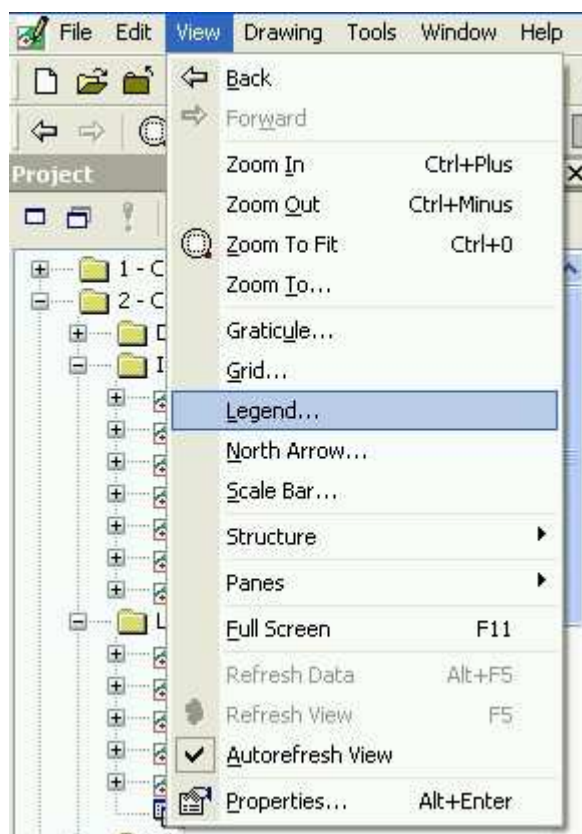 File Edit View Drawing Tools Window Help
Back
Forward
Project
Zoom In Ctrl+Plus
Zoom Out Ctrl+Minus
Zoom To Fit Ctrl+0
1 - C
Zoom To...
2 - C
Graticule...
Grid...
Legend...
North Arrow...
Scale Bar...
Structure
Panes
Full Screen F11
Refresh Data Alt+F5
Refresh View F5
Autorefresh View
Properties... Alt+Enter